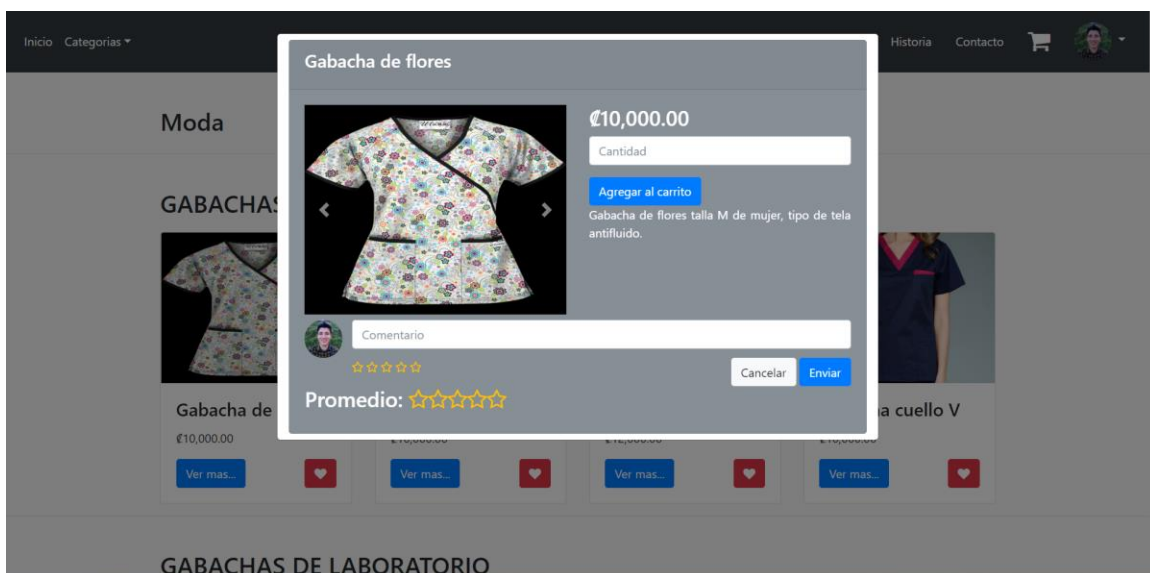 Inicio Categorias Historia Contacto
Gabacha de flores
Moda
₡10,000.00
Cantidad
Agregar al carrito
Gabacha de flores talla M de mujer, tipo de tela
antifluido.
GABACHAS
Comentario
Cancelar Enviar
Promedio:
Gabacha de cuello V
₡10,000.00
Ver mas... Ver mas... Ver mas... Ver mas...
GABACHAS DE LABORATORIO